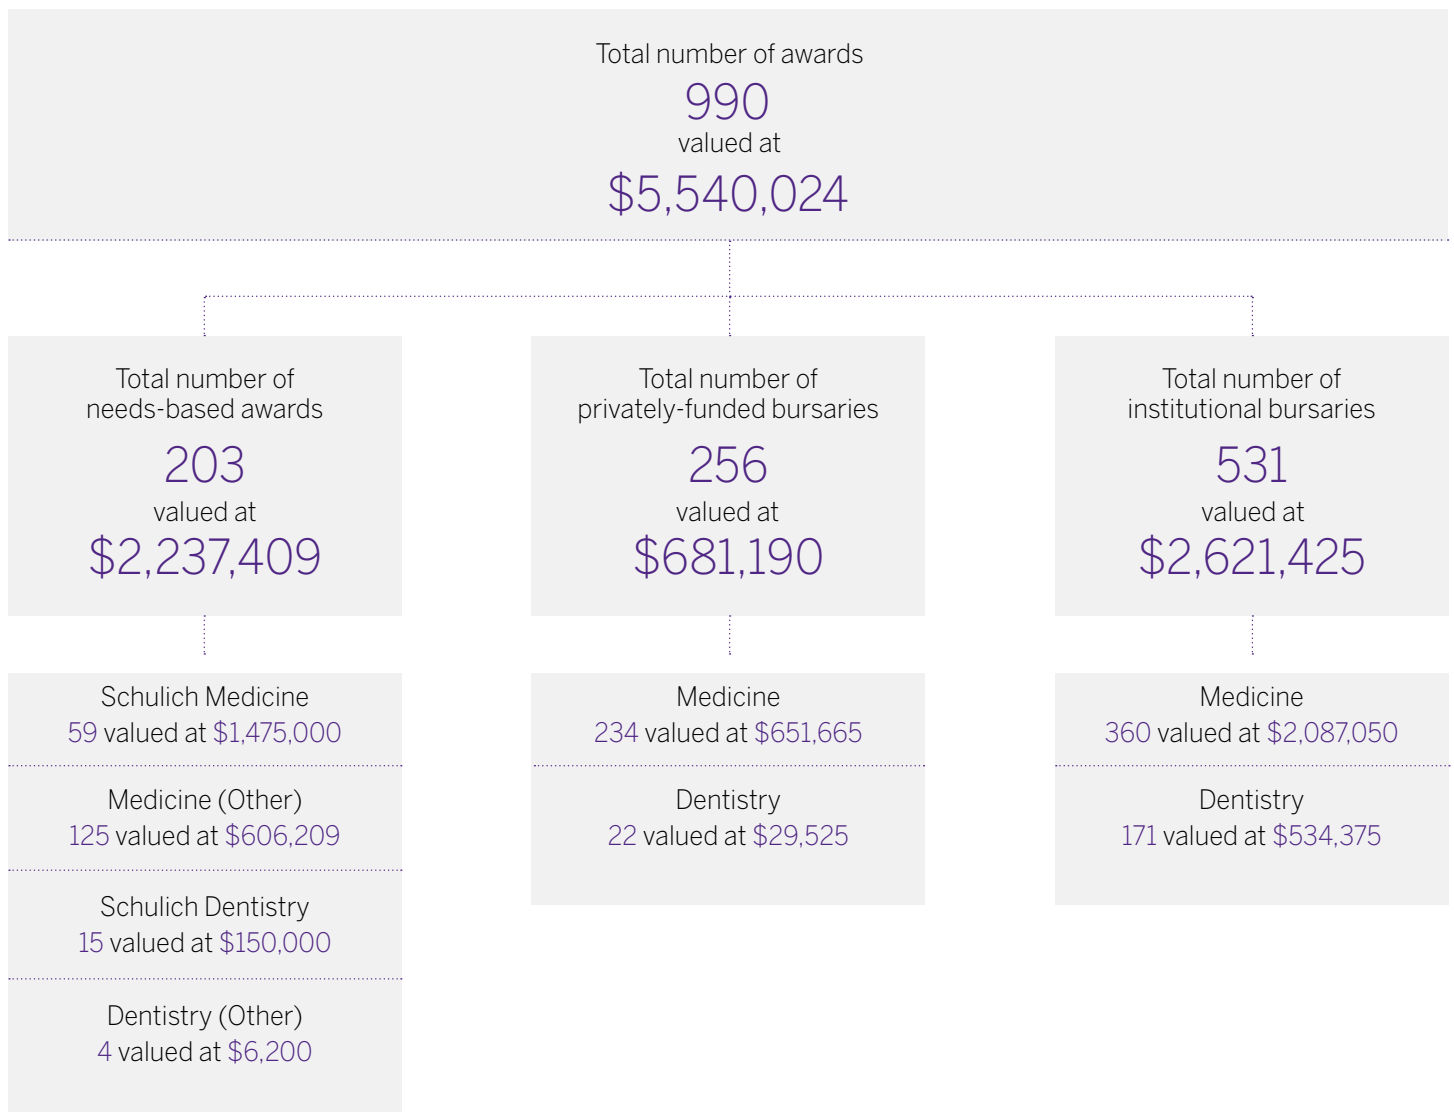 Total number of awards
990
valued at
$5,540,024
Total number of
needs-based awards
203
valued at
$2,237,409
Schulich Medicine
59 valued at $1,475,000
Medicine (Other)
125 valued at $606,209
Schulich Dentistry
15 valued at $150,000
Dentistry (Other)
4 valued at $6,200
Total number of
privately-funded bursaries
256
valued at
$681,190
Medicine
234 valued at $651,665
Dentistry
22 valued at $29,525
Total number of
institutional bursaries
531
valued at
$2,621,425
Medicine
360 valued at $2,087,050
Dentistry
171 valued at $534,375